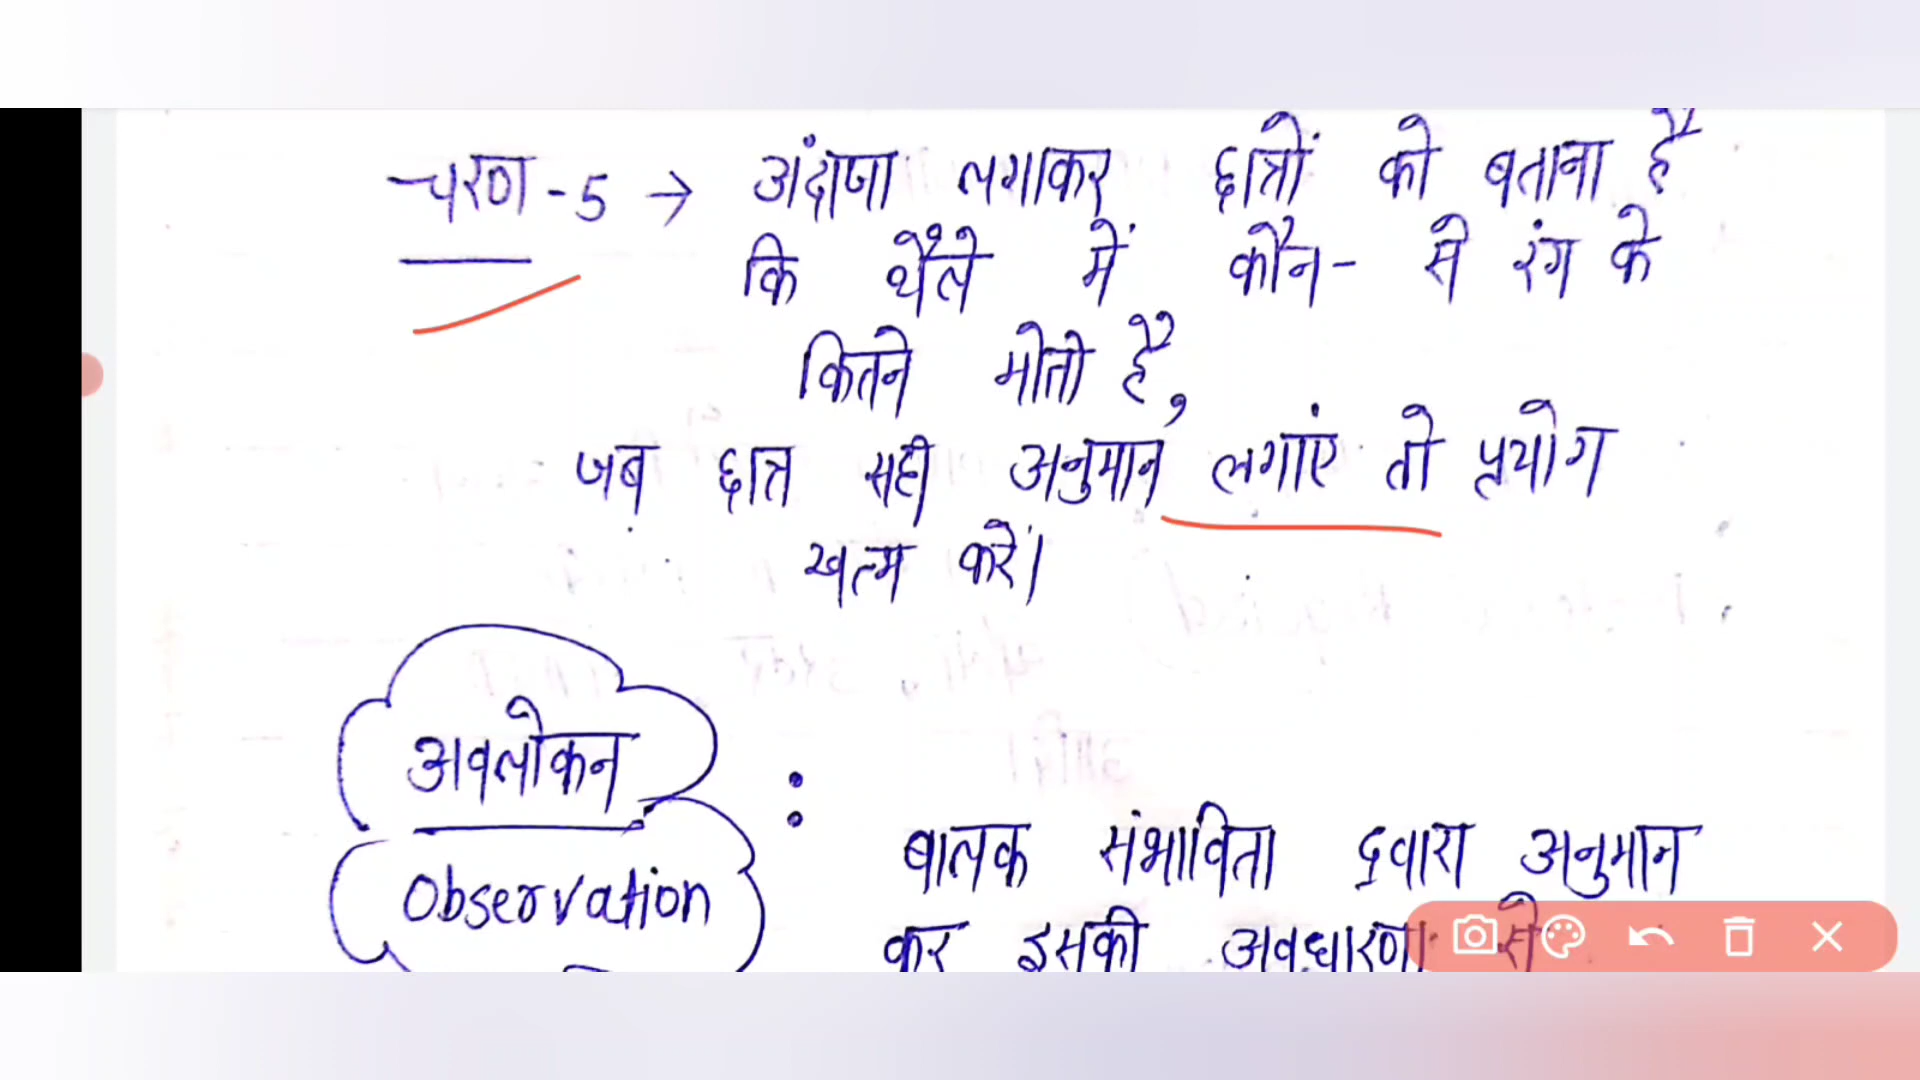 चरण - 5 → अंदाजा लगाकर छात्रों को बताना है
कि थैले में कौन - से रंग के
कितने मोती है,
जब छात्र सही अनुमान लगाएं तो प्रयोग
खत्म करें।
अवलोकन :
Observation
बालक संभाविता द्वारा अनुमान
कर इसकी अवधारणा से